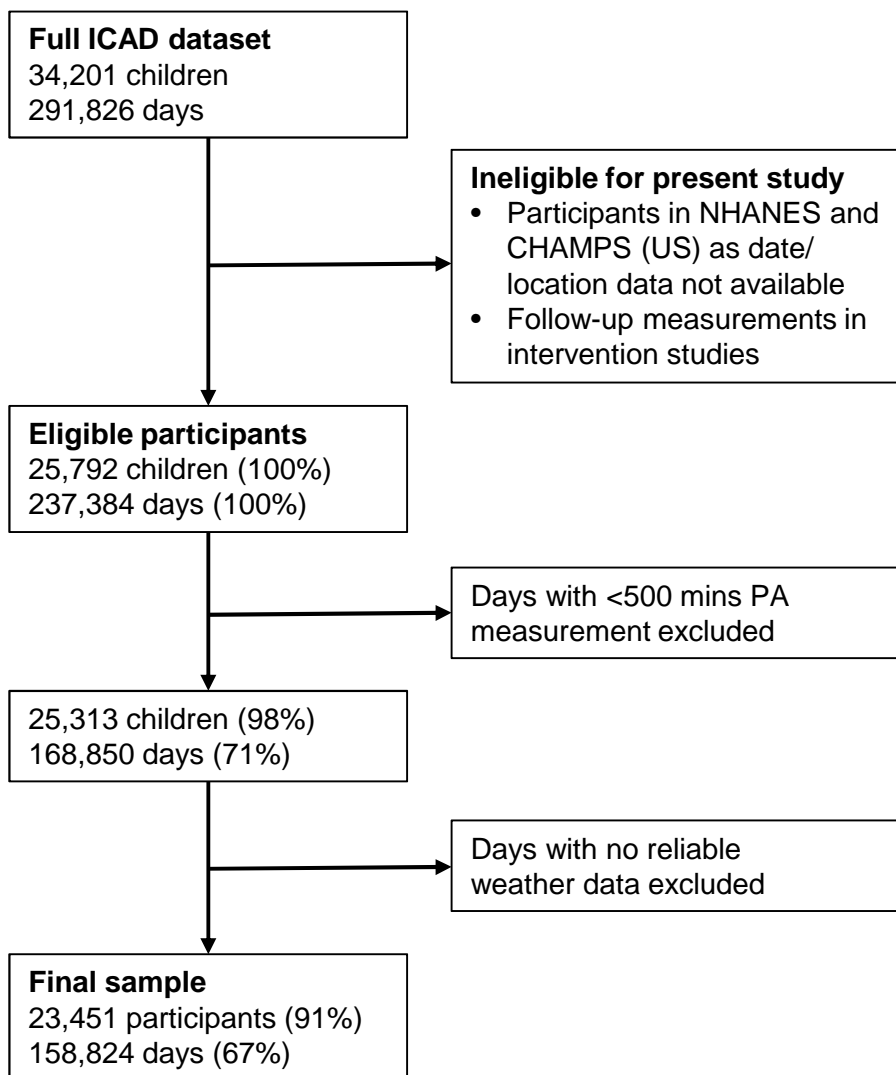 Full ICAD dataset
34,201 children
291,826 days
Ineligible for present study
• Participants in NHANES and
CHAMPS (US) as date/
location data not available
• Follow-up measurements in
intervention studies
Eligible participants
25,792 children (100%)
237,384 days (100%)
Days with <500 mins PA
measurement excluded
25,313 children (98%)
168,850 days (71%)
Days with no reliable
weather data excluded
Final sample
23,451 participants (91%)
158,824 days (67%)